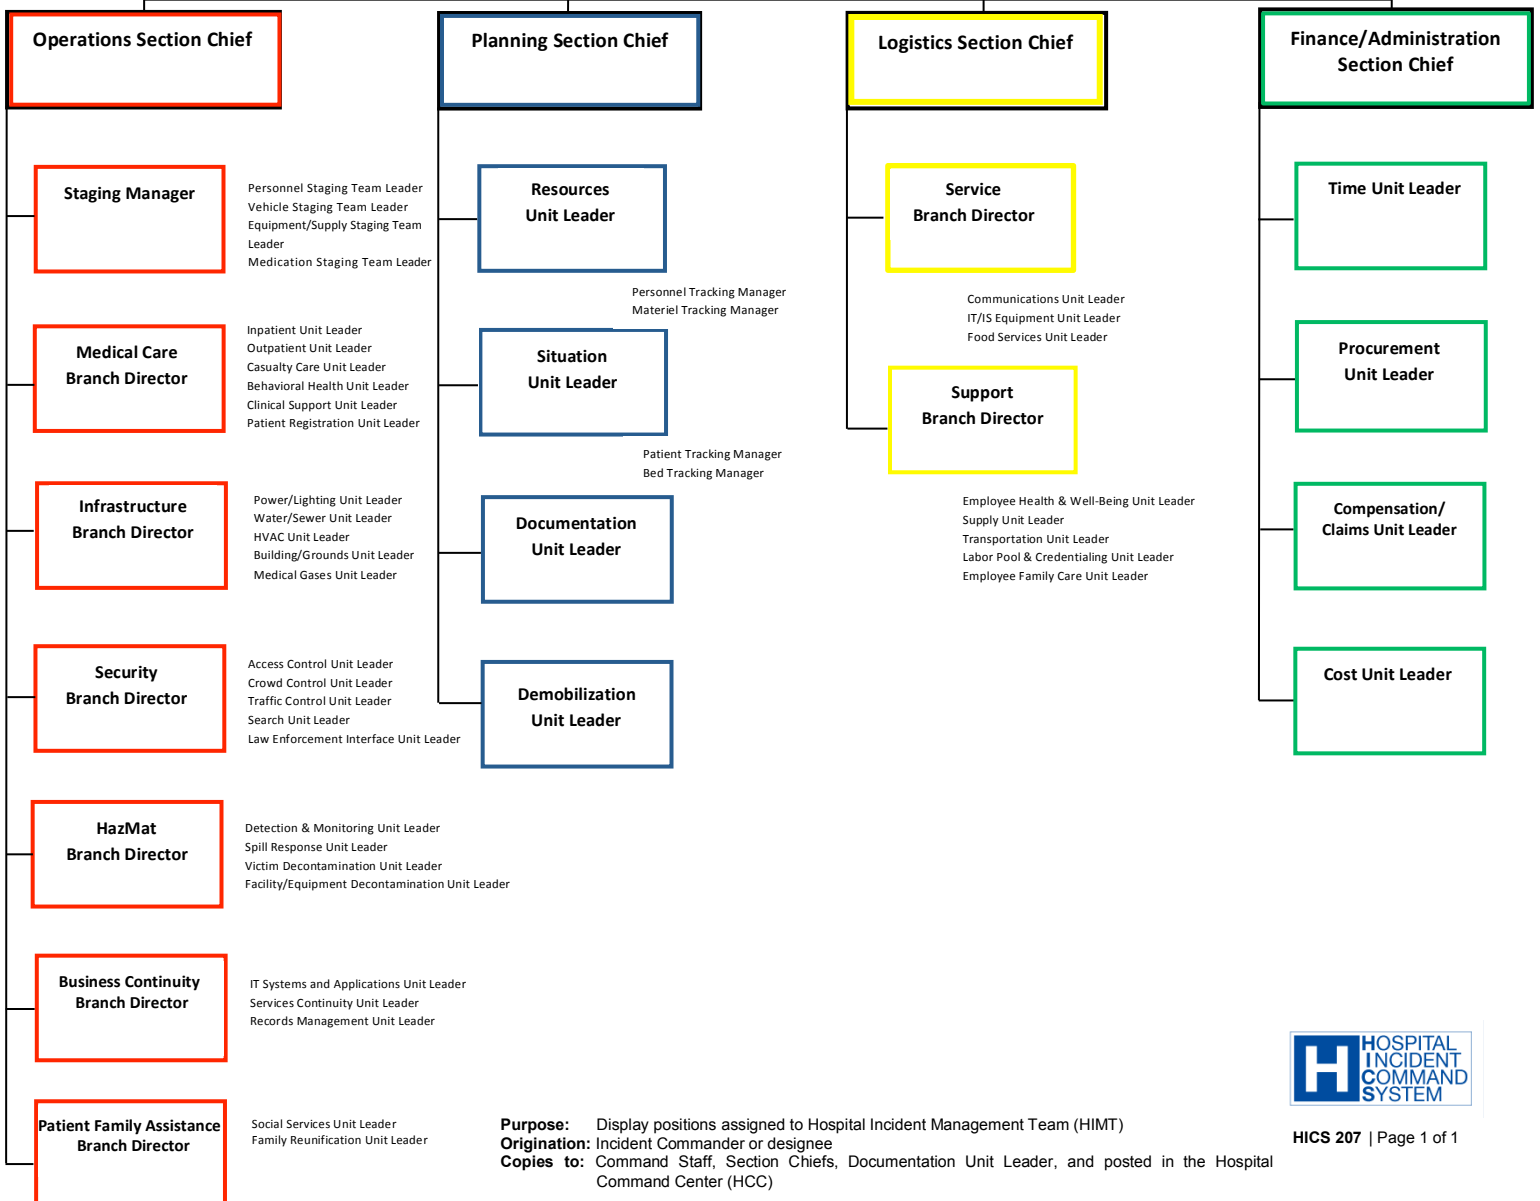 Operations Section Chief
Staging Manager
Personnel Staging Team Leader
Vehicle Staging Team Leader
Equipment/Supply Staging Team
Leader
Medication Staging Team Leader
Medical Care
Branch Director
Inpatient Unit Leader
Outpatient Unit Leader
Casualty Care Unit Leader
Behavioral Health Unit Leader
Clinical Support Unit Leader
Patient Registration Unit Leader
Infrastructure
Branch Director
Power/Lighting Unit Leader
Water/Sewer Unit Leader
HVAC Unit Leader
Building/Grounds Unit Leader
Medical Gases Unit Leader
Security
Branch Director
Access Control Unit Leader
Crowd Control Unit Leader
Traffic Control Unit Leader
Search Unit Leader
Law Enforcement Interface Unit Leader
HazMat
Branch Director
Detection & Monitoring Unit Leader
Spill Response Unit Leader
Victim Decontamination Unit Leader
Facility/Equipment Decontamination Unit Leader
Business Continuity
Branch Director
IT Systems and Applications Unit Leader
Services Continuity Unit Leader
Records Management Unit Leader
Patient Family Assistance
Branch Director
Social Services Unit Leader
Family Reunification Unit Leader
Planning Section Chief
Resources
Unit Leader
Personnel Tracking Manager
Materiel Tracking Manager
Situation
Unit Leader
Patient Tracking Manager
Bed Tracking Manager
Documentation
Unit Leader
Demobilization
Unit Leader
Logistics Section Chief
Service
Branch Director
Communications Unit Leader
IT/IS Equipment Unit Leader
Food Services Unit Leader
Support
Branch Director
Employee Health & Well-Being Unit Leader
Supply Unit Leader
Transportation Unit Leader
Labor Pool & Credentialing Unit Leader
Employee Family Care Unit Leader
Finance/Administration
Section Chief
Time Unit Leader
Procurement
Unit Leader
Compensation/
Claims Unit Leader
Cost Unit Leader
Purpose: Display positions assigned to Hospital Incident Management Team (HIMT)
Origination: Incident Commander or designee
Copies to: Command Staff, Section Chiefs, Documentation Unit Leader, and posted in the Hospital
Command Center (HCC)
H
HOSPITAL
INCIDENT
COMMAND
SYSTEM
HICS 207 | Page 1 of 1